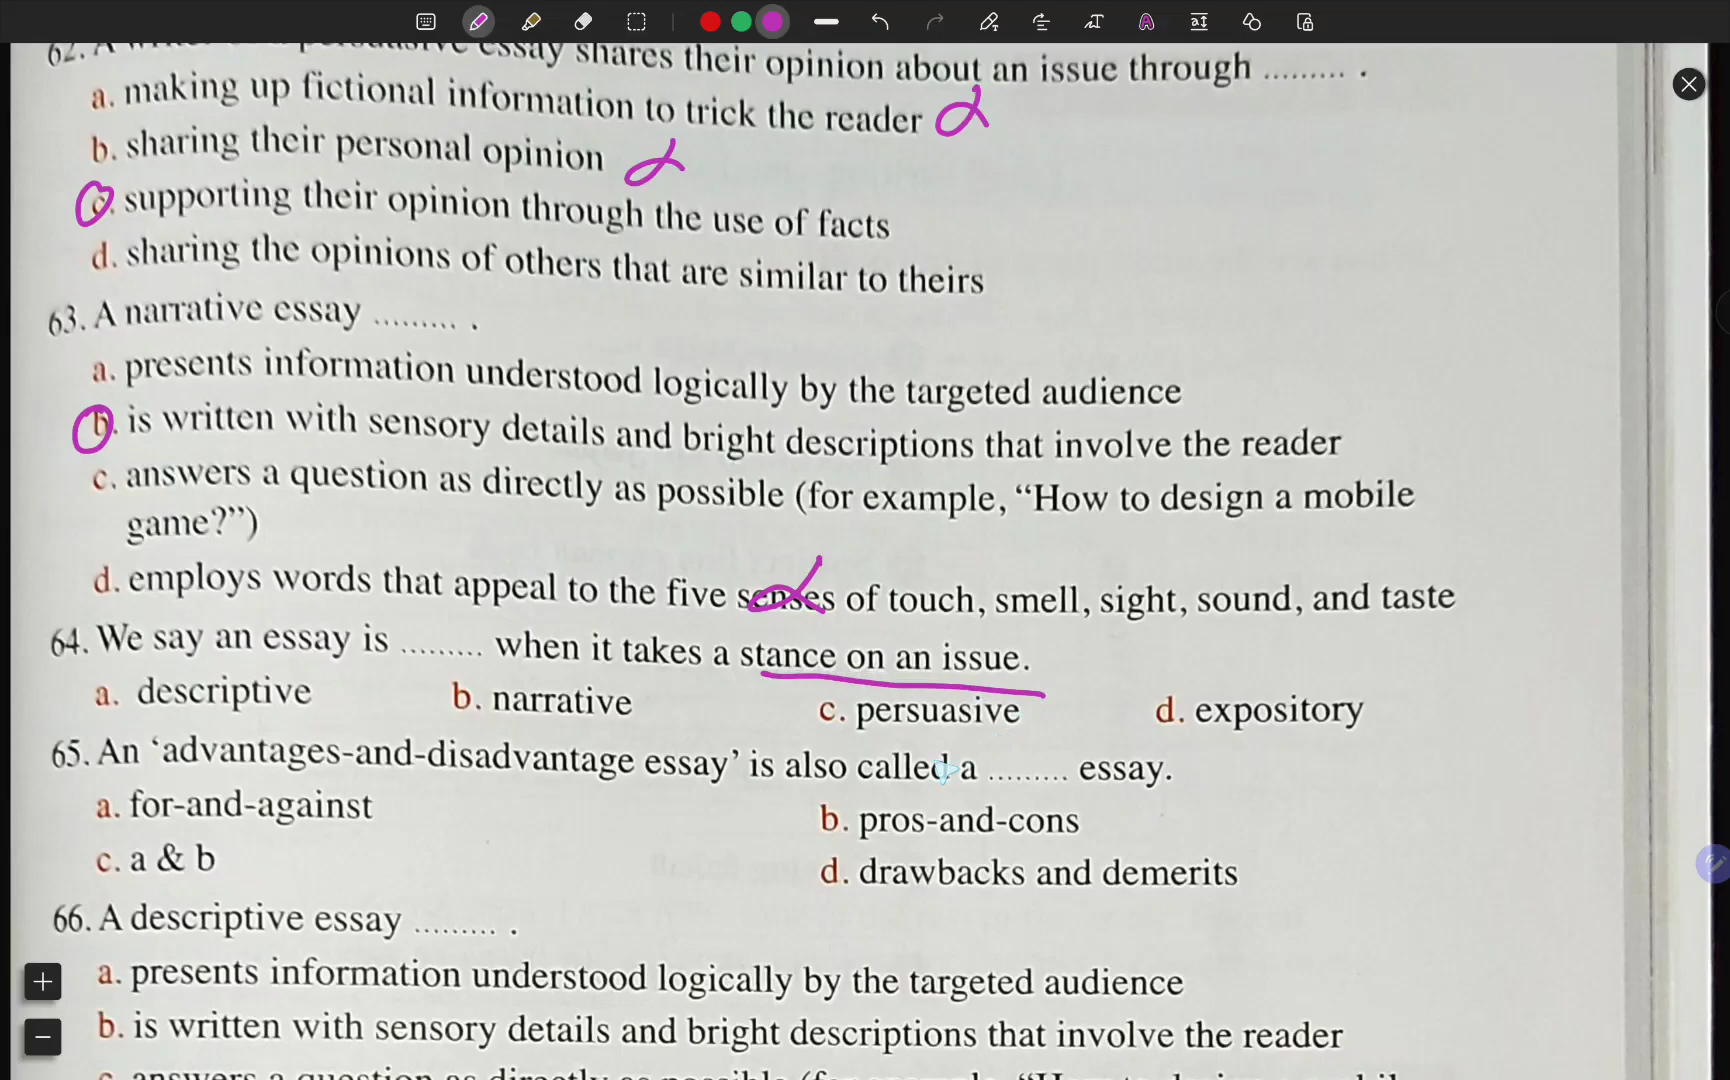 62. A persuasive essay shares their opinion about an issue through ......... .
a. making up fictional information to trick the reader
b. sharing their personal opinion
c. supporting their opinion through the use of facts
d. sharing the opinions of others that are similar to theirs
63. A narrative essay ......... .
a. presents information understood logically by the targeted audience
b. is written with sensory details and bright descriptions that involve the reader
c. answers a question as directly as possible (for example, “How to design a mobile
game?”)
d. employs words that appeal to the five senses of touch, smell, sight, sound, and taste
64. We say an essay is ......... when it takes a stance on an issue.
a. descriptive b. narrative c. persuasive d. expository
65. An ‘advantages-and-disadvantage essay’ is also called a ......... essay.
a. for-and-against b. pros-and-cons
c. a & b d. drawbacks and demerits
66. A descriptive essay ......... .
a. presents information understood logically by the targeted audience
b. is written with sensory details and bright descriptions that involve the reader